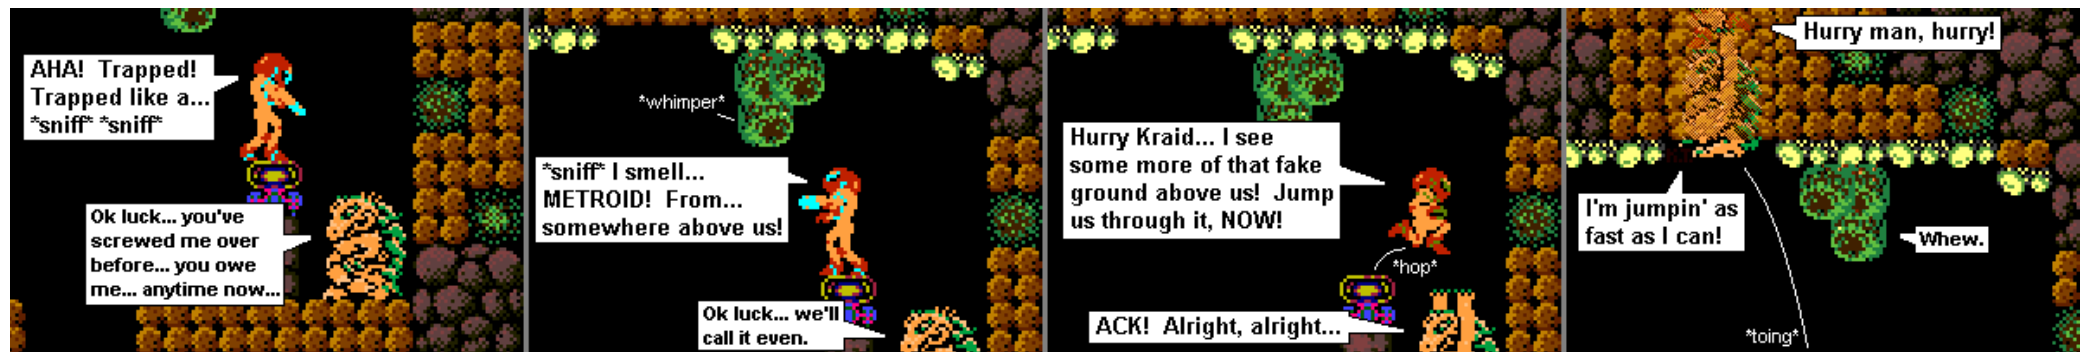 AHA!  Trapped!
Trapped like a...
*sniff* *sniff*
Ok luck... you've
screwed me over
before... you owe
me... anytime now...
*whimper*
*sniff* I smell...
METROID!  From...
somewhere above us!
Ok luck... we'll
call it even.
Hurry Kraid... I see
some more of that fake
ground above us!  Jump
us through it, NOW!
*hop*
ACK!  Alright, alright...
Hurry man, hurry!
I'm jumpin' as
fast as I can!
Whew.
*toing*